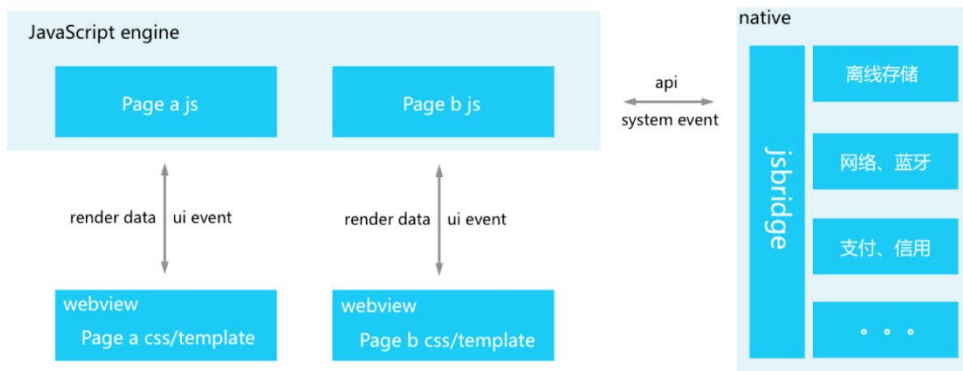 JavaScript engine
Page a js
Page b js
render data
ui event
render data
ui event
webview
Page a css/template
webview
Page b css/template
api
system event
native
jsbridge
离线存储
网络、蓝牙
支付、信用
。。。